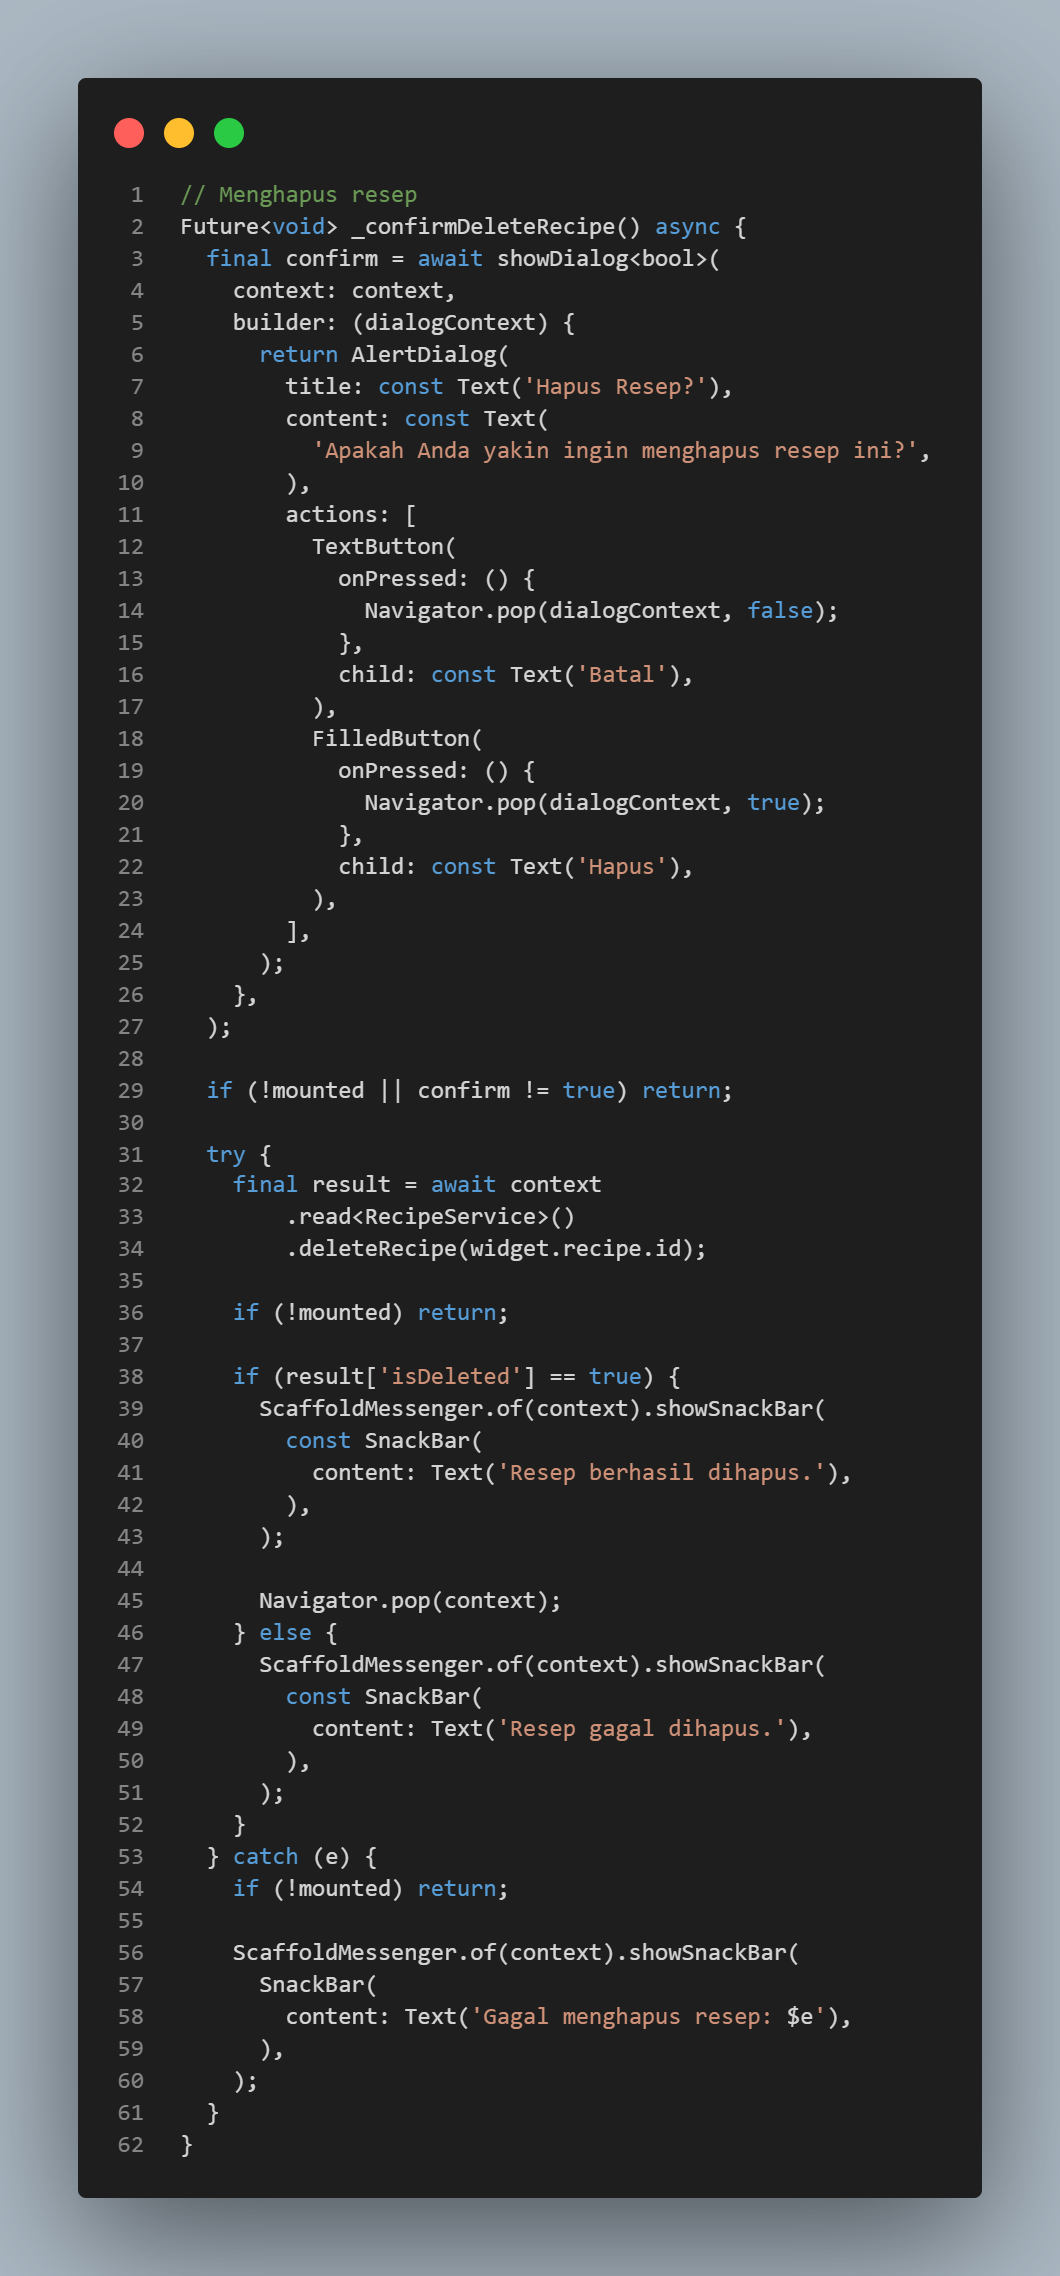 1 // Menghapus resep
2 Future<void> _confirmDeleteRecipe() async {
3   final confirm = await showDialog<bool>(
4     context: context,
5     builder: (dialogContext) {
6       return AlertDialog(
7         title: const Text('Hapus Resep?'),
8         content: const Text(
9           'Apakah Anda yakin ingin menghapus resep ini?',
10         ),
11         actions: [
12           TextButton(
13             onPressed: () {
14               Navigator.pop(dialogContext, false);
15             },
16             child: const Text('Batal'),
17           ),
18           FilledButton(
19             onPressed: () {
20               Navigator.pop(dialogContext, true);
21             },
22             child: const Text('Hapus'),
23           ),
24         ],
25       );
26     },
27   );
28
29   if (!mounted || confirm != true) return;
30
31   try {
32     final result = await context
33         .read<RecipeService>()
34         .deleteRecipe(widget.recipe.id);
35
36     if (!mounted) return;
37
38     if (result['isDeleted'] == true) {
39       ScaffoldMessenger.of(context).showSnackBar(
40         const SnackBar(
41           content: Text('Resep berhasil dihapus.'),
42         ),
43       );
44
45       Navigator.pop(context);
46     } else {
47       ScaffoldMessenger.of(context).showSnackBar(
48         const SnackBar(
49           content: Text('Resep gagal dihapus.'),
50         ),
51       );
52     }
53   } catch (e) {
54     if (!mounted) return;
55
56     ScaffoldMessenger.of(context).showSnackBar(
57       SnackBar(
58         content: Text('Gagal menghapus resep: $e'),
59       ),
60     );
61   }
62 }